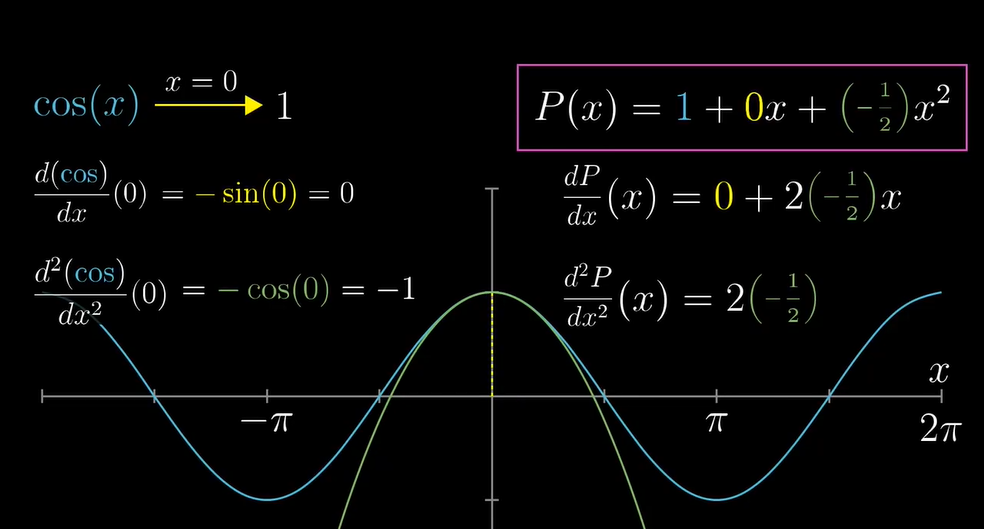 cos(x) x = 0 → 1
P(x) = 1 + 0x + (-1/2)x²
d(cos)/dx (0) = - sin(0) = 0
dP/dx (x) = 0 + 2(-1/2)x
d²(cos)/dx² (0) = - cos(0) = -1
d²P/dx² (x) = 2(-1/2)
x
-π
π
2π